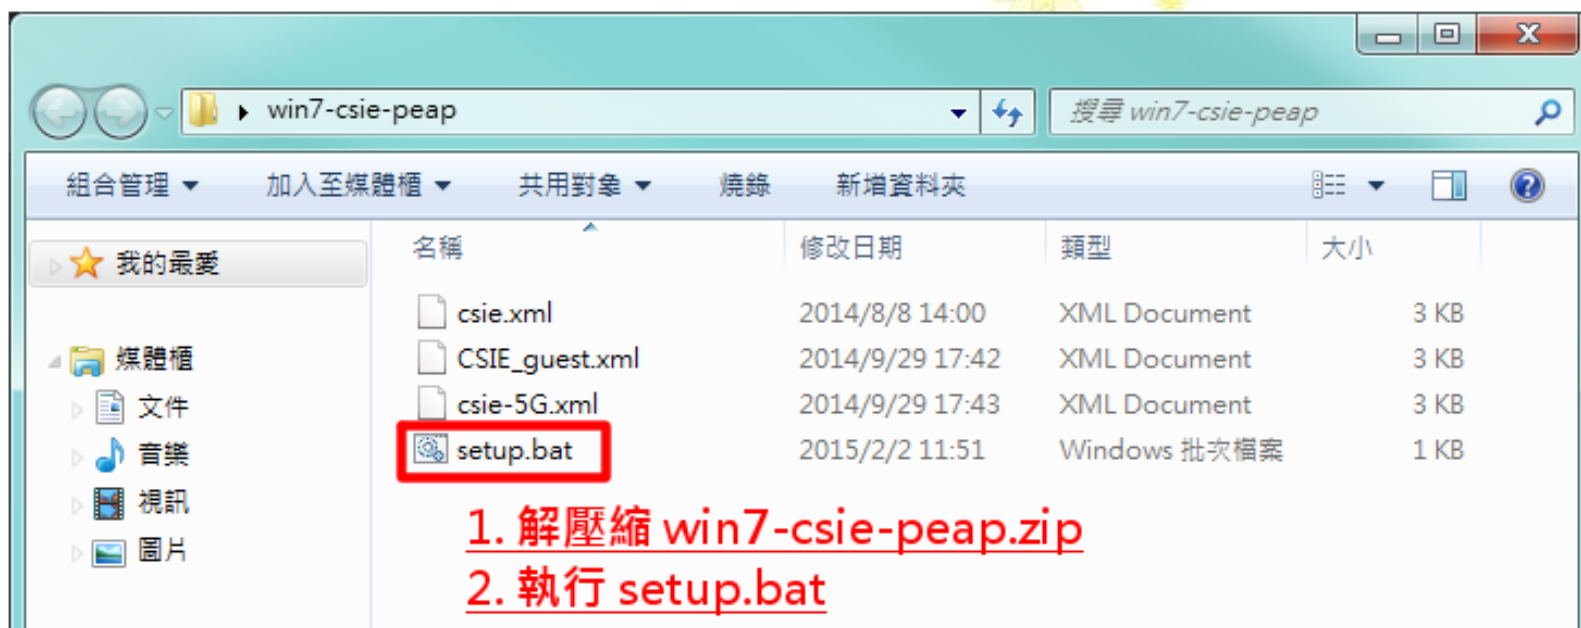 win7-csie-peap
搜尋 win7-csie-peap
組合管理 加入至媒體櫃 共用對象 燒錄 新增資料夾
我的最愛
媒體櫃
文件
音樂
視訊
圖片
名稱 修改日期 類型 大小
csie.xml 2014/8/8 14:00 XML Document 3 KB
CSIE_guest.xml 2014/9/29 17:42 XML Document 3 KB
csie-5G.xml 2014/9/29 17:43 XML Document 3 KB
setup.bat 2015/2/2 11:51 Windows 批次檔案 1 KB
1. 解壓縮 win7-csie-peap.zip
2. 執行 setup.bat